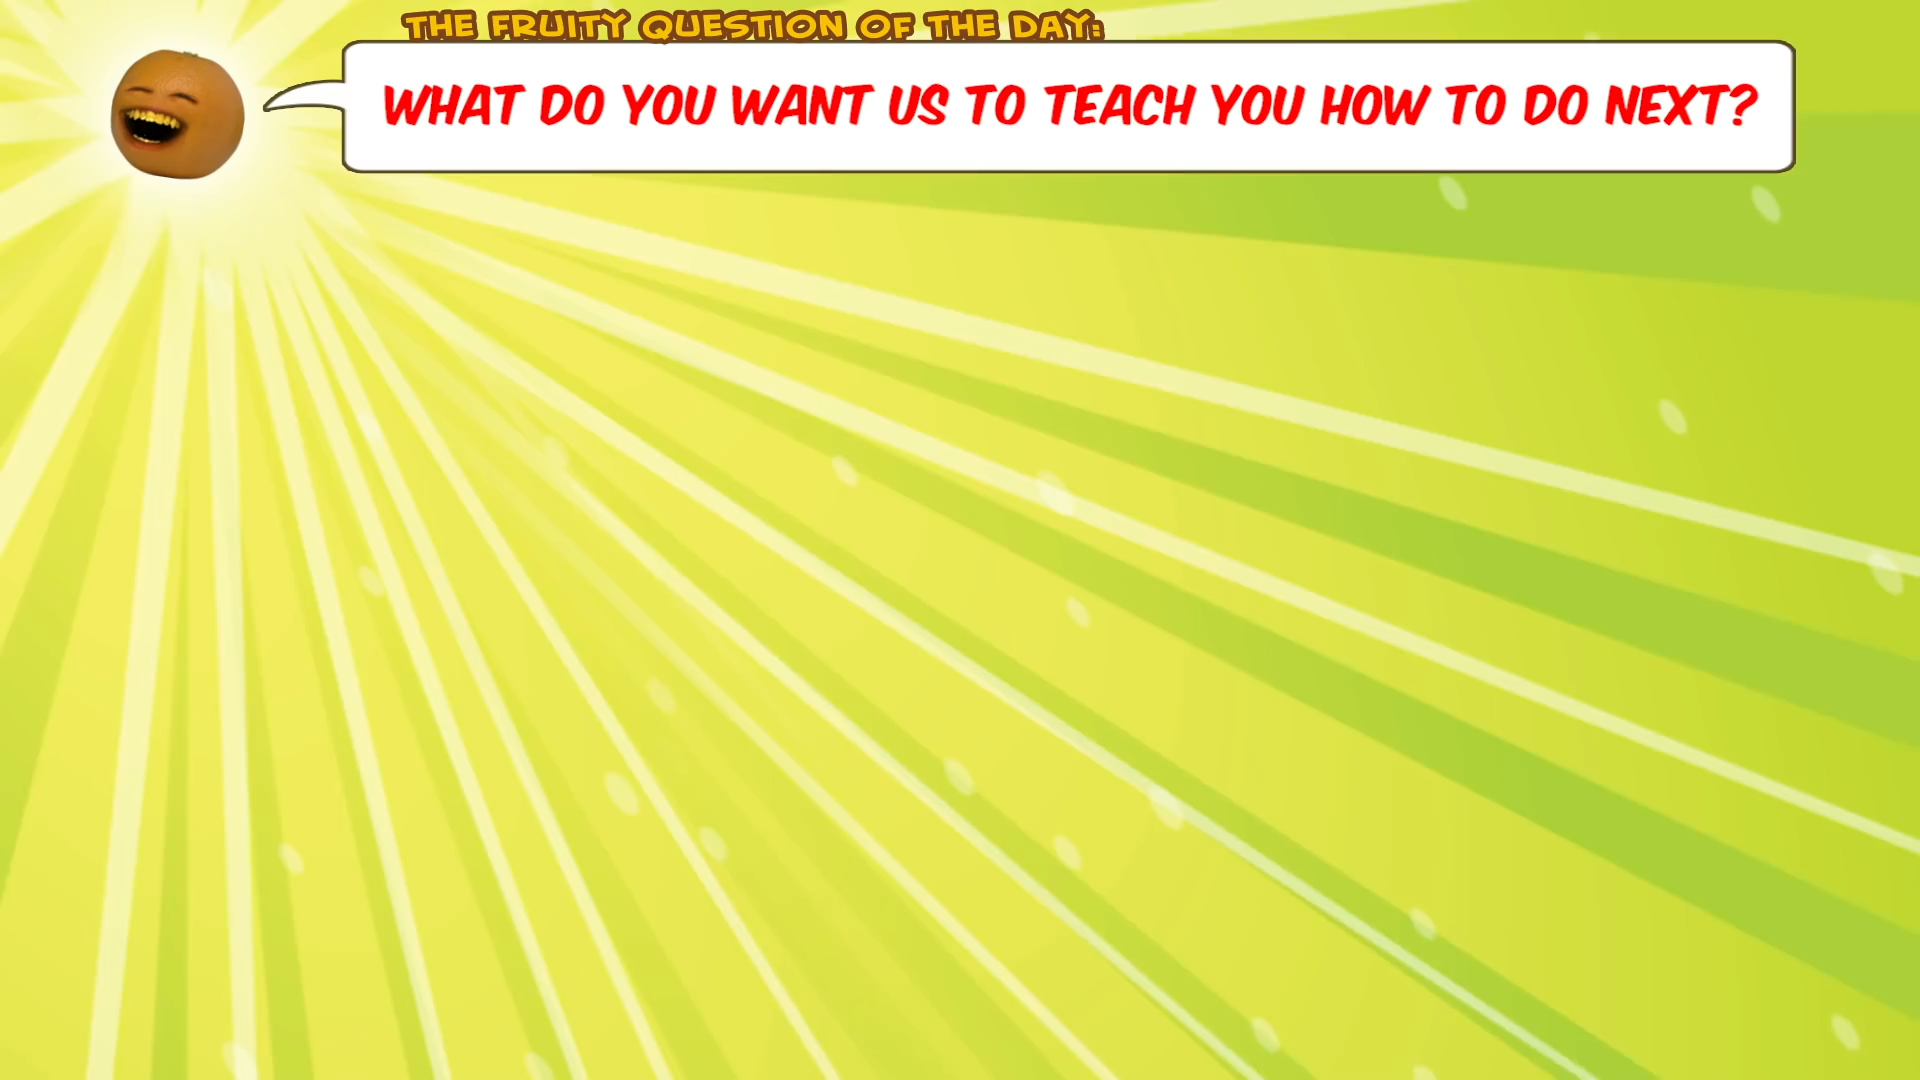 THE FRUITY QUESTION OF THE DAY:
WHAT DO YOU WANT US TO TEACH YOU HOW TO DO NEXT?